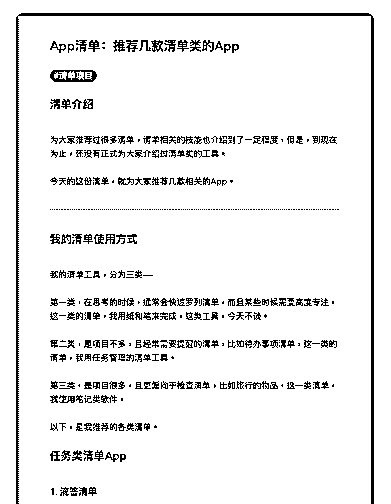 App清单：推荐几款清单类的App
#清单项目
清单介绍
为大家推荐过很多清单，清单相关的技能也介绍到了一定程度，但是，到现在
为止，还没有正式为大家介绍过清单类的工具。
今天的这份清单，就为大家推荐几款相关的App。
我的清单使用方式
我的清单工具，分为三类——
第一类，在思考的时候，通常会快速罗列清单，而且某些时候需要高度专注。
这一类的清单，我用纸和笔来完成。这类工具，今天不谈。
第二类，是项目不多，且经常需要提醒的清单，比如待办事项清单。这一类的
清单，我用任务管理的清单工具。
第三类，是项目很多，且更倾向于检查清单，比如旅行的物品。这一类清单，
我使用笔记类软件。
以下，是我推荐的各类清单。
任务类清单App
1. 滴答清单